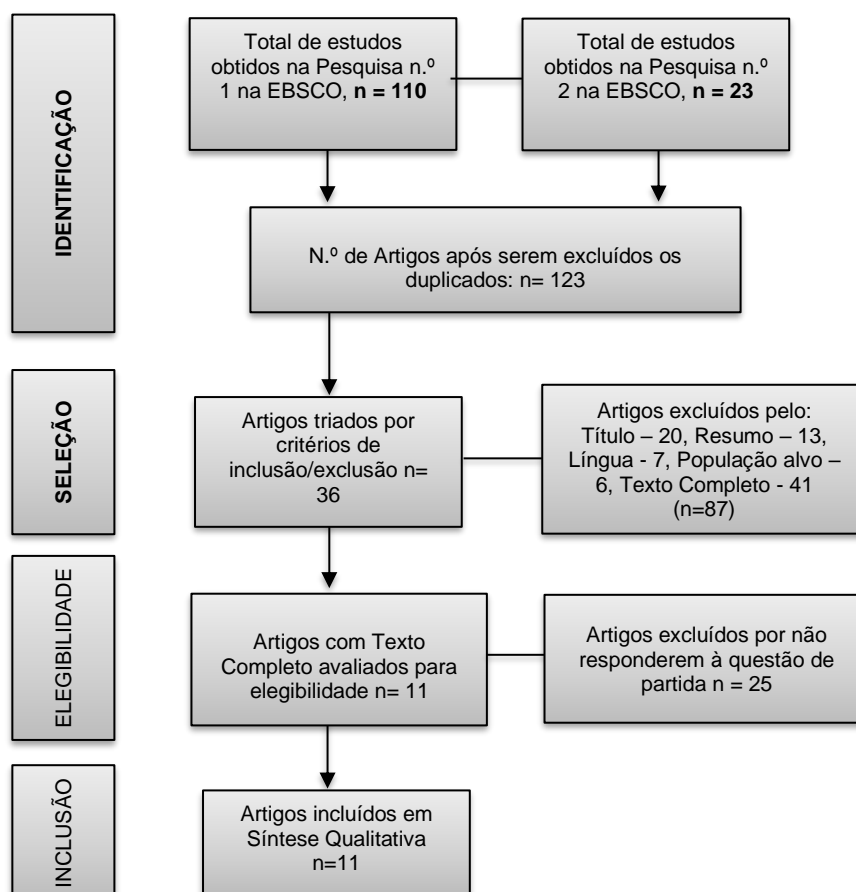 IDENTIFICAÇÃO
Total de estudos
obtidos na Pesquisa n.º
1 na EBSCO, n = 110
Total de estudos
obtidos na Pesquisa n.º
2 na EBSCO, n = 23
N.º de Artigos após serem excluídos os
duplicados: n= 123
SELEÇÃO
Artigos triados por
critérios de
inclusão/exclusão n=
36
Artigos excluídos pelo:
Título – 20, Resumo – 13,
Língua - 7, População alvo –
6, Texto Completo - 41
(n=87)
ELEGIBILIDADE
Artigos com Texto
Completo avaliados para
elegibilidade n= 11
Artigos excluídos por não
responderem à questão de
partida n = 25
INCLUSÃO
Artigos incluídos em
Síntese Qualitativa
n=11